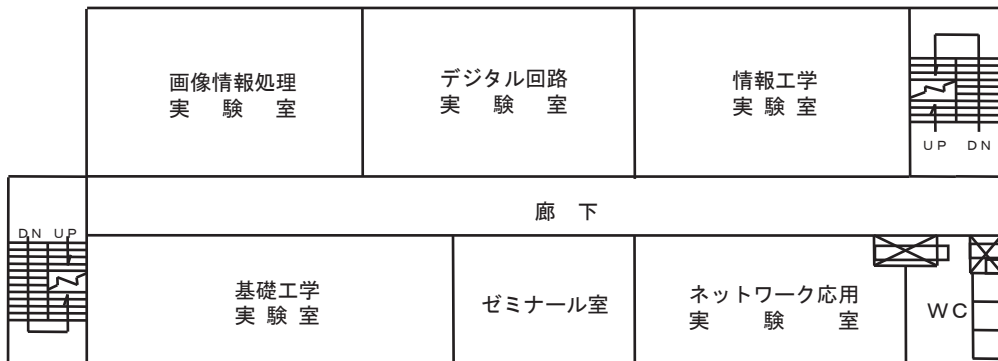 画像情報処理
実　験　室
デジタル回路
実　験　室
情報工学
実 験 室
UP DN
廊　下
DN UP
基礎工学
実 験 室
ゼミナール室
ネットワーク応用
実　験　室
WC